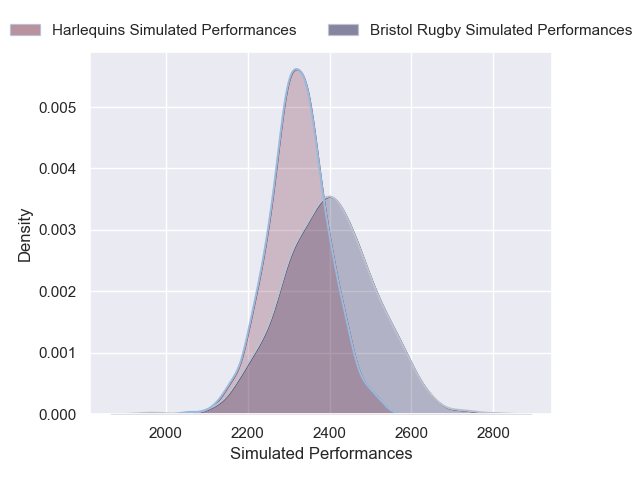 Harlequins Simulated Performances Bristol Rugby Simulated Performances
0.005
0.004
0.003
0.002
0.001
0.000
Density
2000 2200 2400 2600 2800
Simulated Performances